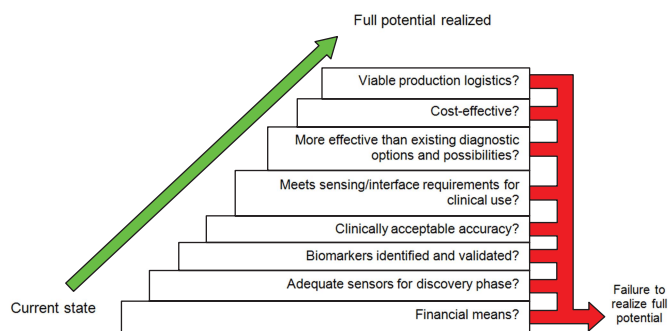 Full potential realized
Viable production logistics?
Cost-effective?
More effective than existing diagnostic
options and possibilities?
Meets sensing/interface requirements for
clinical use?
Clinically acceptable accuracy?
Biomarkers identified and validated?
Adequate sensors for discovery phase?
Financial means?
Current state
Failure to
realize full
potential